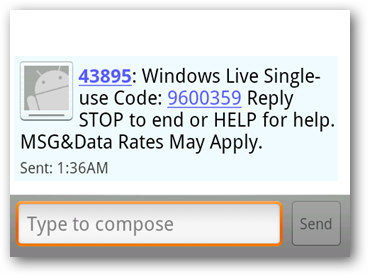 43895: Windows Live Single-
use Code: 9600359 Reply
STOP to end or HELP for help.
MSG&Data Rates May Apply.
Sent: 1:36AM
Type to compose
Send